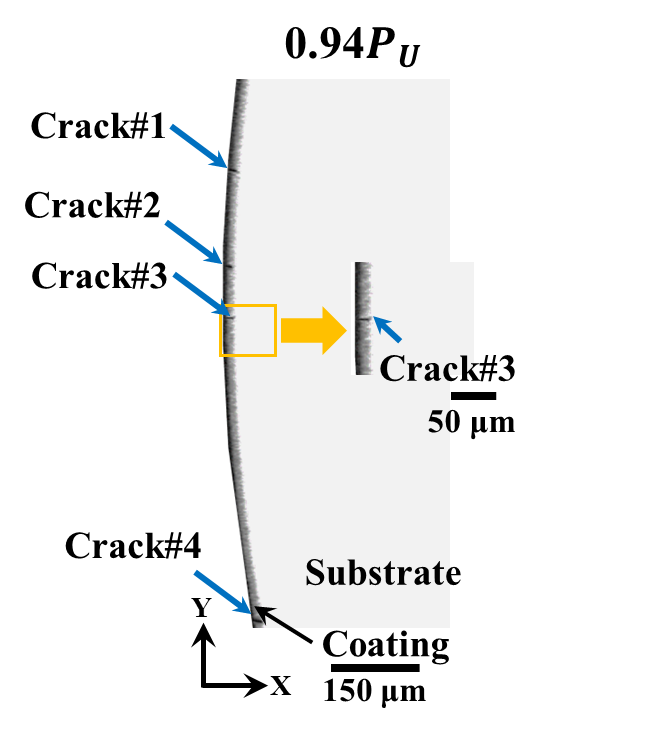 0.94P_U
Crack#1
Crack#2
Crack#3
Crack#3
50 μm
Crack#4
Substrate
Y
Coating
X
150 μm